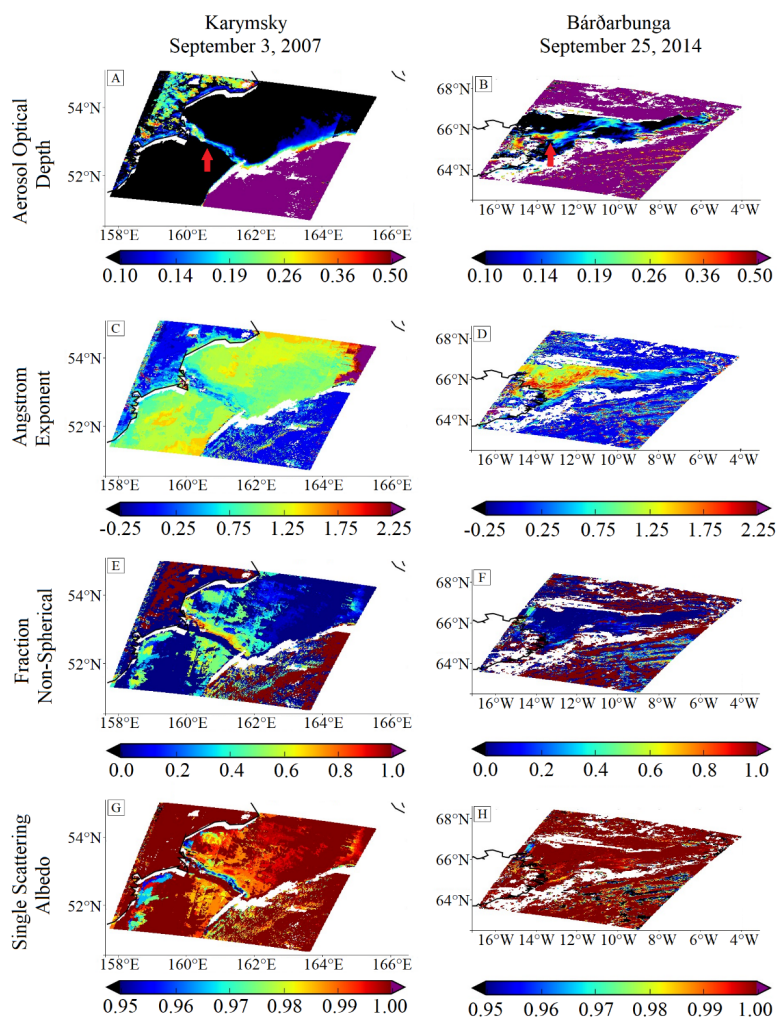 Karymsky
September 3, 2007
Bárðarbunga
September 25, 2014
Aerosol Optical
Depth
A
54°N
52°N
158°E 160°E 162°E 164°E 166°E
0.10 0.14 0.19 0.26 0.36 0.50
B
68°N
66°N
64°N
16°W 14°W 12°W 10°W 8°W 6°W 4°W
0.10 0.14 0.19 0.26 0.36 0.50
Angstrom
Exponent
C
54°N
52°N
158°E 160°E 162°E 164°E 166°E
-0.25 0.25 0.75 1.25 1.75 2.25
D
68°N
66°N
64°N
16°W 14°W 12°W 10°W 8°W 6°W 4°W
-0.25 0.25 0.75 1.25 1.75 2.25
Fraction
Non-Spherical
E
54°N
52°N
158°E 160°E 162°E 164°E 166°E
0.0 0.2 0.4 0.6 0.8 1.0
F
68°N
66°N
64°N
16°W 14°W 12°W 10°W 8°W 6°W 4°W
0.0 0.2 0.4 0.6 0.8 1.0
Single Scattering
Albedo
G
54°N
52°N
158°E 160°E 162°E 164°E 166°E
0.95 0.96 0.97 0.98 0.99 1.00
H
68°N
66°N
64°N
16°W 14°W 12°W 10°W 8°W 6°W 4°W
0.95 0.96 0.97 0.98 0.99 1.00